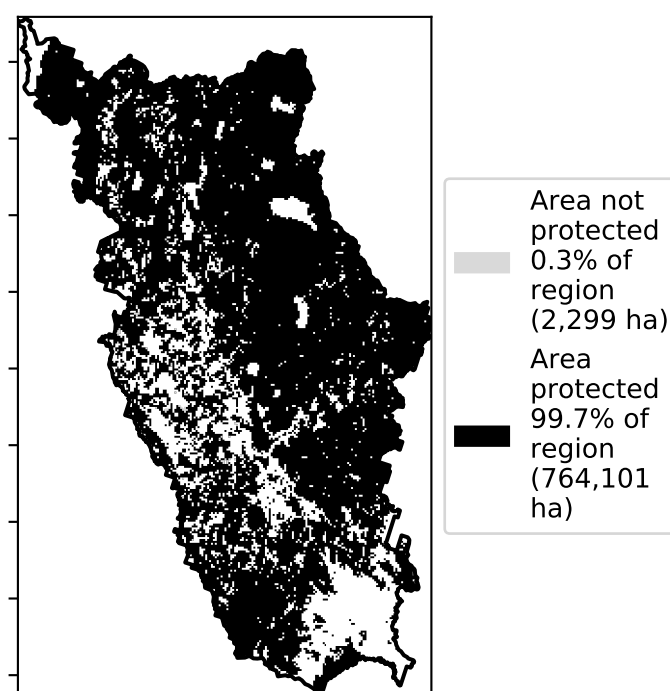 Area not
protected
0.3% of
region
(2,299 ha)
Area
protected
99.7% of
region
(764,101
ha)